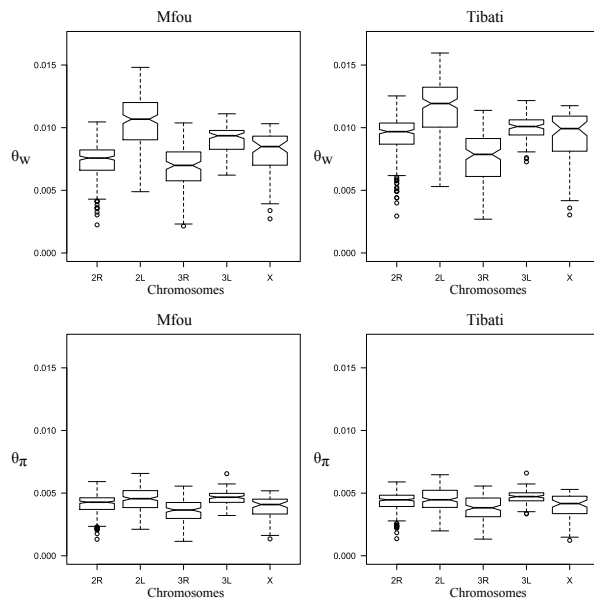 Mfou
Tibati
0.015
0.010
0.005
0.000
θw
2R 2L 3R 3L X
Chromosomes
0.015
0.010
0.005
0.000
θw
2R 2L 3R 3L X
Chromosomes
Mfou
Tibati
0.015
0.010
0.005
0.000
θπ
2R 2L 3R 3L X
Chromosomes
0.015
0.010
0.005
0.000
θπ
2R 2L 3R 3L X
Chromosomes